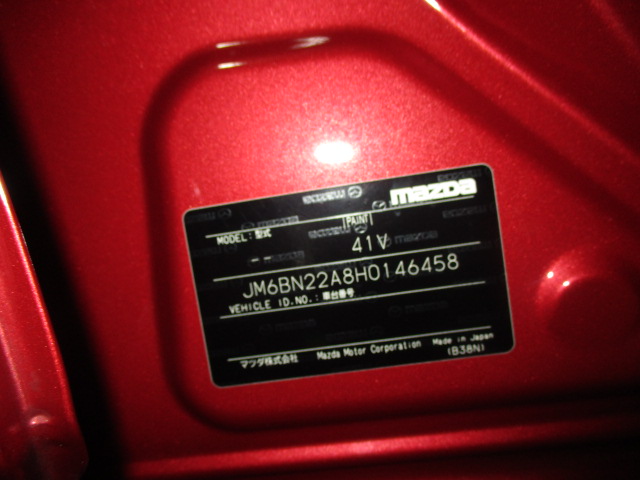 mazda
MODEL: 型式
PAINT
41V
JM6BN22A8H0146458
VEHICLE ID.NO.: 車台番号
マツダ株式会社 Mazda Motor Corporation Made in Japan
(B38N)